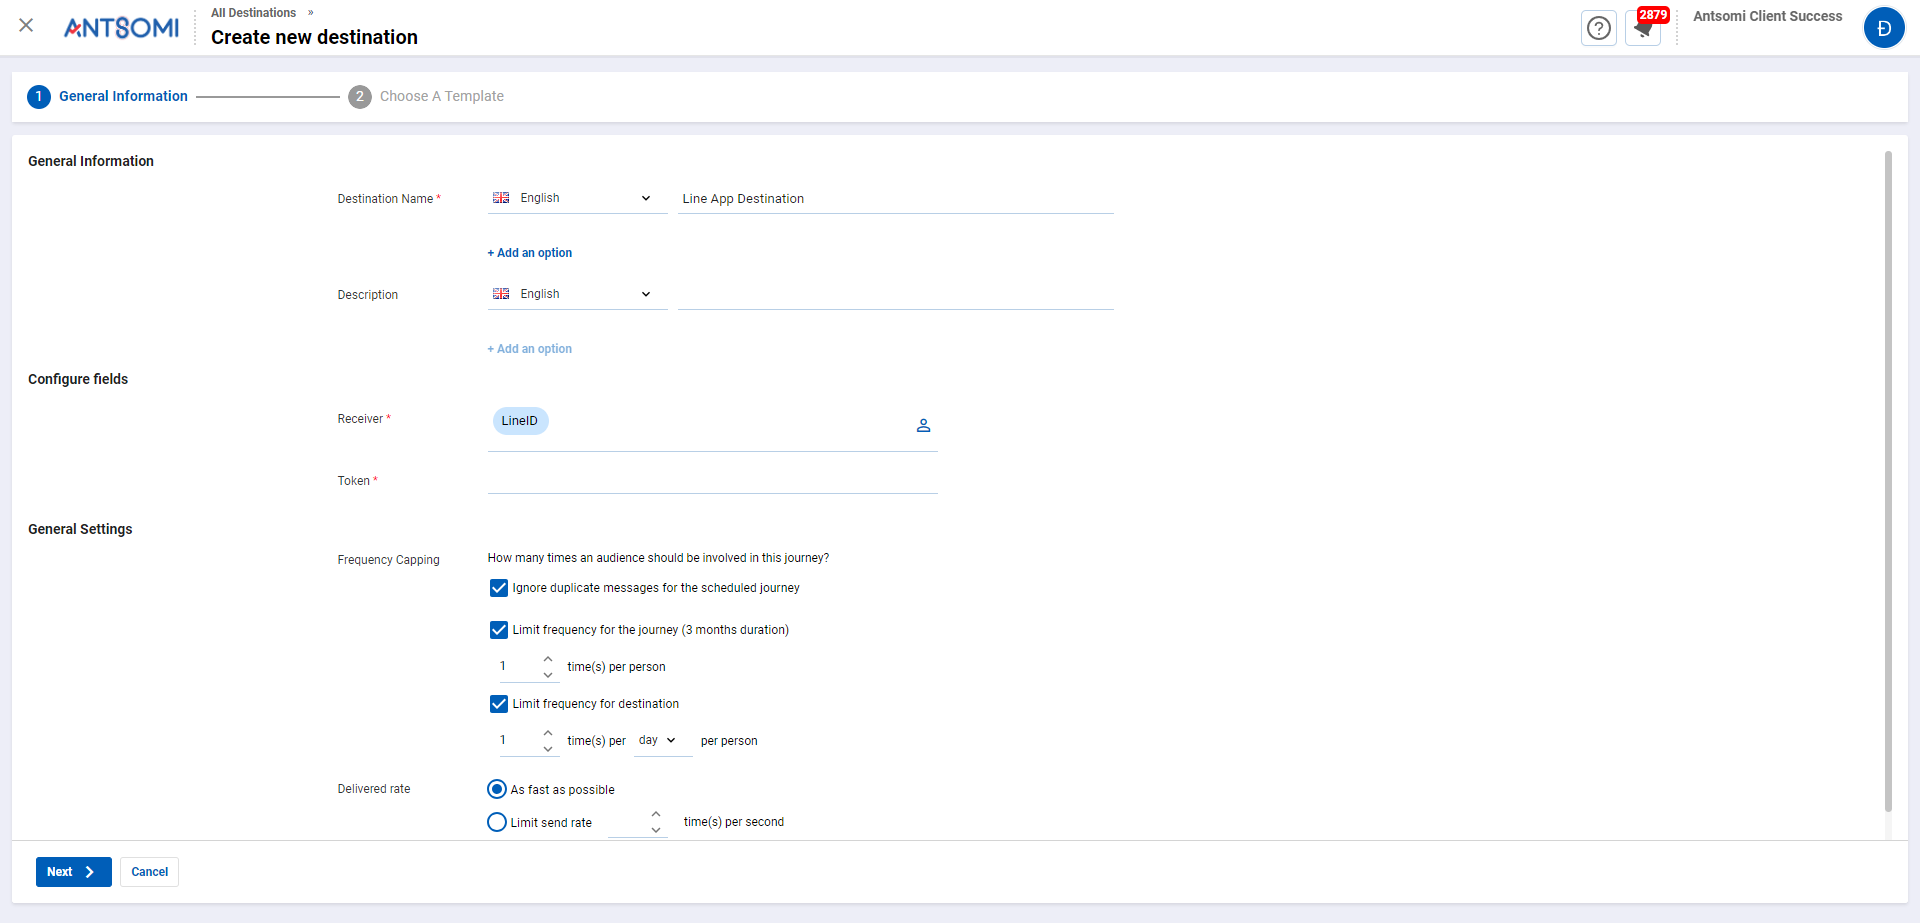 ANTSOMI
All Destinations »
Create new destination
2879
Antsomi Client Success
Đ
1 General Information
2 Choose A Template
General Information
Destination Name * English Line App Destination
+ Add an option
Description English
+ Add an option
Configure fields
Receiver * LineID
Token *
General Settings
Frequency Capping How many times an audience should be involved in this journey?
Ignore duplicate messages for the scheduled journey
Limit frequency for the journey (3 months duration)
1 time(s) per person
Limit frequency for destination
1 time(s) per day per person
Delivered rate As fast as possible
Limit send rate time(s) per second
Next Cancel